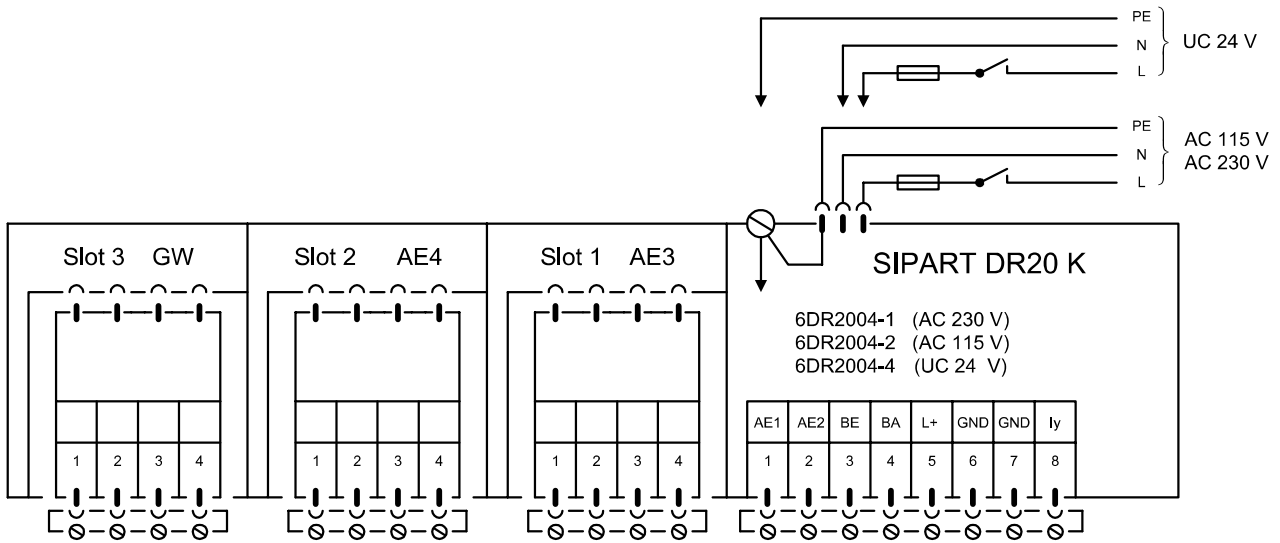 PE
N
L
UC 24 V
PE
N
L
AC 115 V
AC 230 V
Slot 3 GW
Slot 2 AE4
Slot 1 AE3
SIPART DR20 K
6DR2004-1 (AC 230 V)
6DR2004-2 (AC 115 V)
6DR2004-4 (UC 24 V)
AE1 AE2 BE BA L+ GND GND Iy
1 2 3 4
1 2 3 4
1 2 3 4
1 2 3 4 5 6 7 8